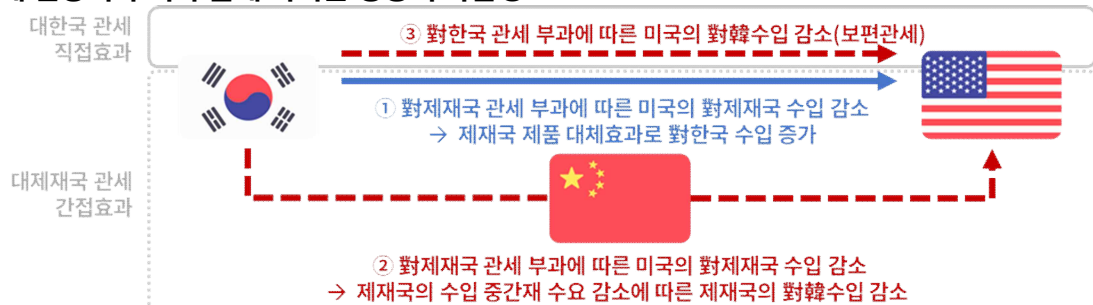 대한국 관세
직접효과
③ 對한국 관세 부과에 따른 미국의 對韓수입 감소(보편관세)
① 對제재국 관세 부과에 따른 미국의 對제재국 수입 감소
→ 제재국 제품 대체효과로 對한국 수입 증가
대제재국 관세
간접효과
② 對제재국 관세 부과에 따른 미국의 對제재국 수입 감소
→ 제재국의 수입 중간재 수요 감소에 따른 제재국의 對韓수입 감소